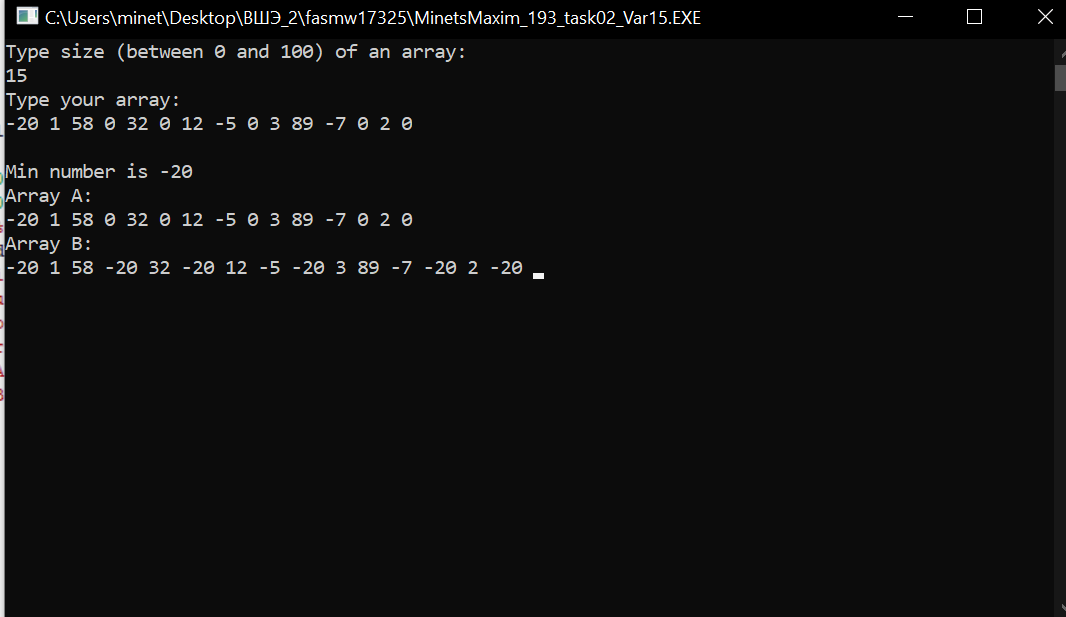 C:\Users\minet\Desktop\ВШЭ_2\fasmw17325\MinetsMaxim_193_task02_Var15.EXE
Type size (between 0 and 100) of an array:
15
Type your array:
-20 1 58 0 32 0 12 -5 0 3 89 -7 0 2 0
Min number is -20
Array A:
-20 1 58 0 32 0 12 -5 0 3 89 -7 0 2 0
Array B:
-20 1 58 -20 32 -20 12 -5 -20 3 89 -7 -20 2 -20